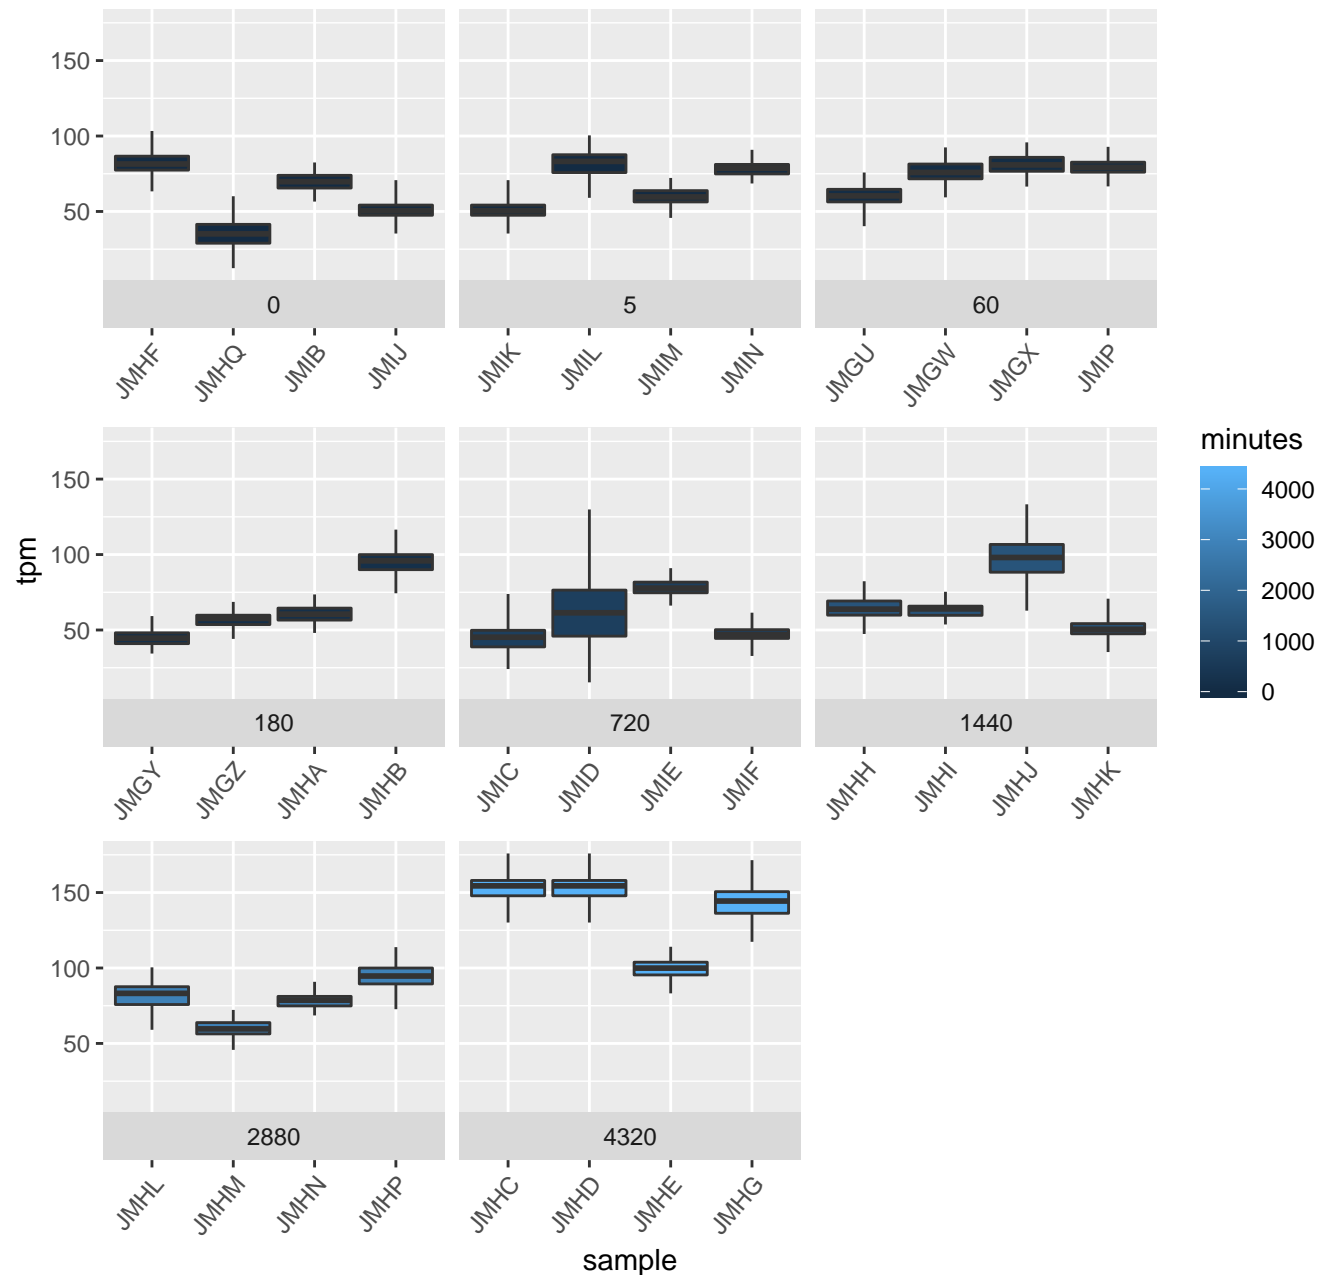 150
100
50
0
5
60
JMHF
JMHQ
JMIB
JMIJ
JMIK
JMIL
JMIM
JMIN
JMGU
JMGW
JMGX
JMIP
tpm
150
100
50
180
720
1440
JMGY
JMGZ
JMHA
JMHB
JMIC
JMID
JMIE
JMIF
JMHH
JMHI
JMHJ
JMHK
minutes
4000
3000
2000
1000
0
150
100
50
2880
4320
JMHL
JMHM
JMHN
JMHP
JMHC
JMHD
JMHE
JMHG
sample